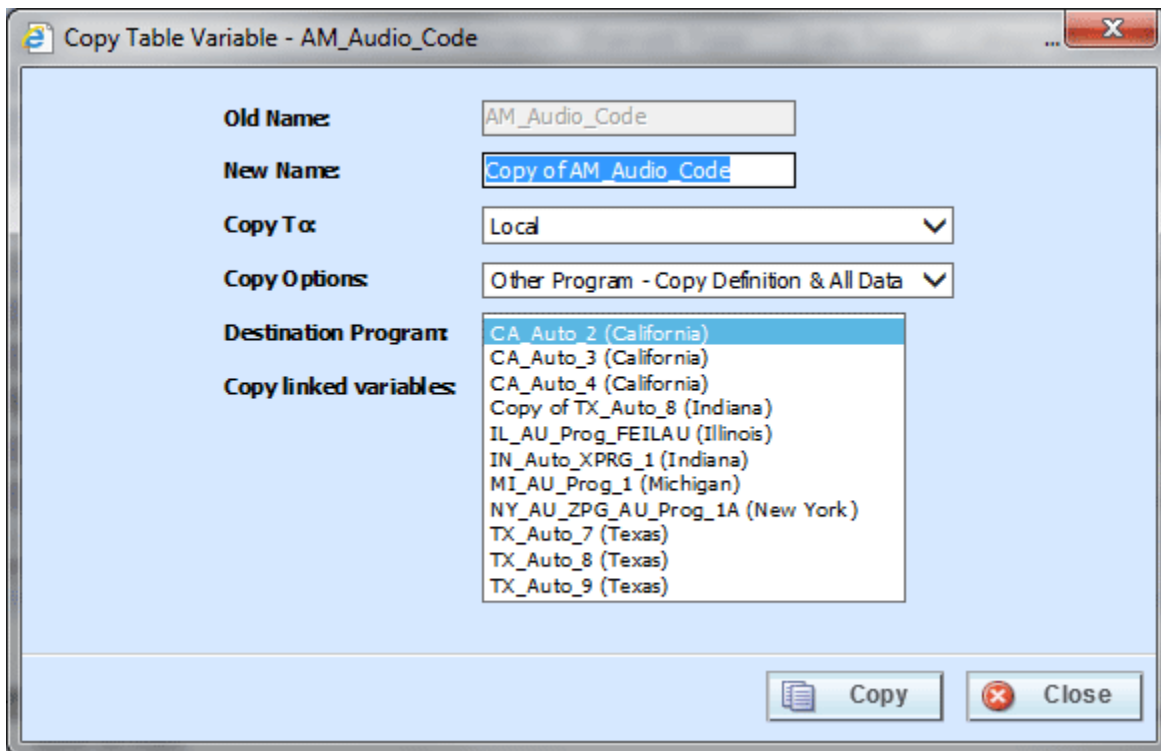 Copy Table Variable - AM_Audio_Code ...
Old Name: AM_Audio_Code
New Name: Copy of AM_Audio_Code
Copy To: Local
Copy Options: Other Program - Copy Definition & All Data
Destination Program: CA_Auto_2 (California)
CA_Auto_3 (California)
Copy linked variables: CA_Auto_4 (California)
Copy of TX_Auto_8 (Indiana)
IL_AU_Prog_FEILAU (Illinois)
IN_Auto_XPRG_1 (Indiana)
MI_AU_Prog_1 (Michigan)
NY_AU_ZPG_AU_Prog_1A (New York)
TX_Auto_7 (Texas)
TX_Auto_8 (Texas)
TX_Auto_9 (Texas)
Copy Close